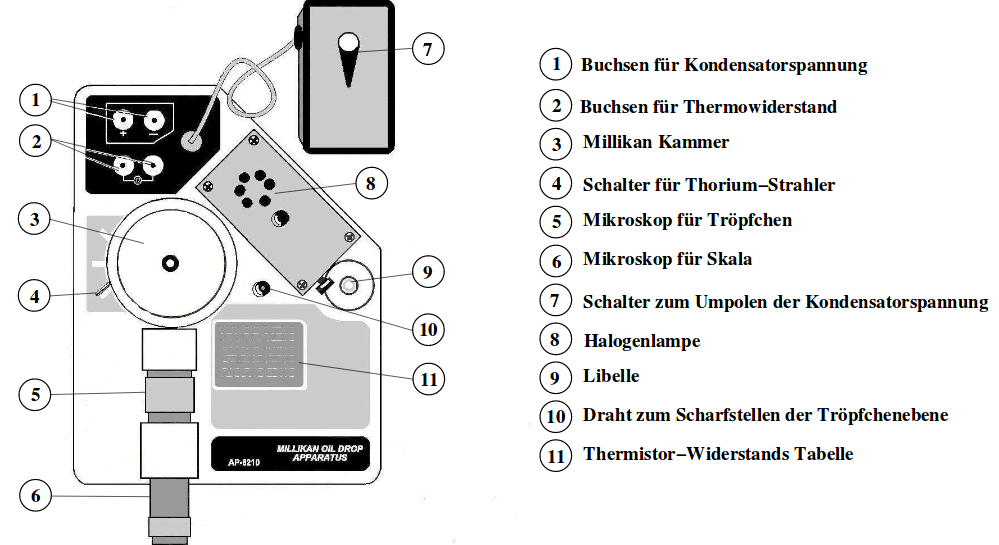 1
2
3
4
5
6
7
8
9
10
11
+ −
MILLIKAN OIL DROP
APPARATUS
AP-8210
1 Buchsen für Kondensatorspannung
2 Buchsen für Thermowiderstand
3 Millikan Kammer
4 Schalter für Thorium−Strahler
5 Mikroskop für Tröpfchen
6 Mikroskop für Skala
7 Schalter zum Umpolen der Kondensatorspannung
8 Halogenlampe
9 Libelle
10 Draht zum Scharfstellen der Tröpfchenebene
11 Thermistor−Widerstands Tabelle